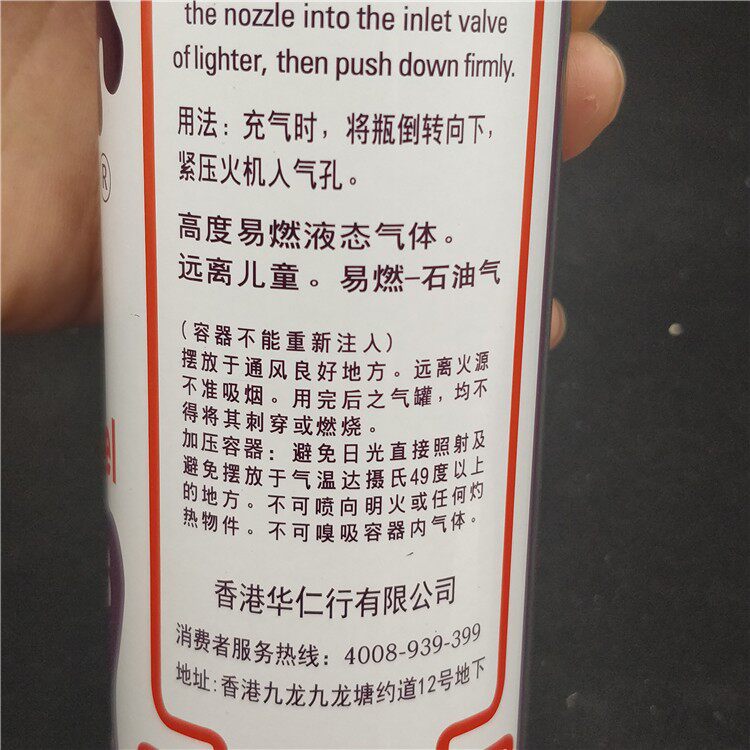 the nozzle into the inlet valve
of lighter, then push down firmly.
用法：充气时，将瓶倒转向下，
紧压火机入气孔。
高度易燃液态气体。
远离儿童。易燃-石油气
（容器不能重新注入）
摆放于通风良好地方。远离火源
不准吸烟。用完后之气罐，均不
得将其刺穿或燃烧。
加压容器：避免日光直接照射及
避免摆放于气温达摄氏49度以上
的地方。不可喷向明火或任何灼
热物件。不可嗅吸容器内气体。
香港华仁行有限公司
消费者服务热线：4008-939-399
地址:香港九龙九龙塘约道12号地下
®
el